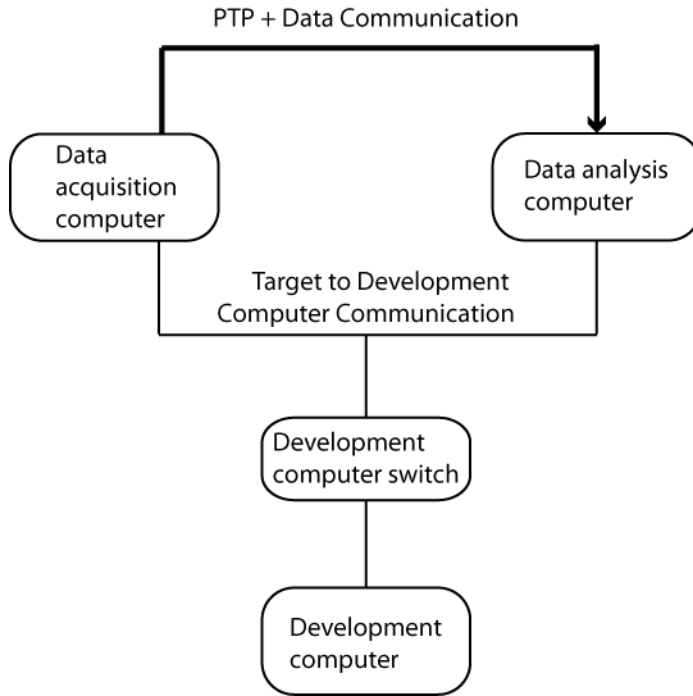 PTP + Data Communication
Data
acquisition
computer
Data analysis
computer
Target to Development
Computer Communication
Development
computer switch
Development
computer